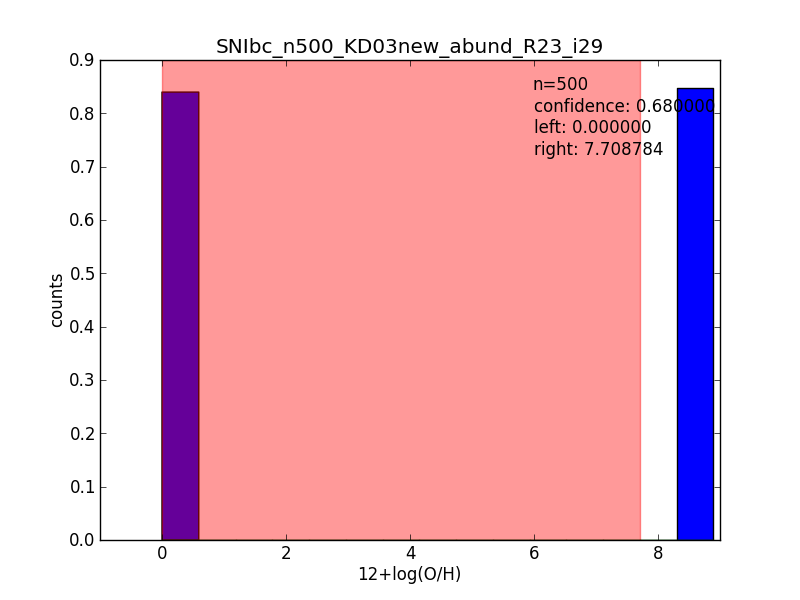 SNIbc_n500_KD03new_abund_R23_i29
0.9
0.8
0.7
0.6
0.5
0.4
0.3
0.2
0.1
0.0
counts
n=500
confidence: 0.680000
left: 0.000000
right: 7.708784
0 2 4 6 8
12+log(O/H)